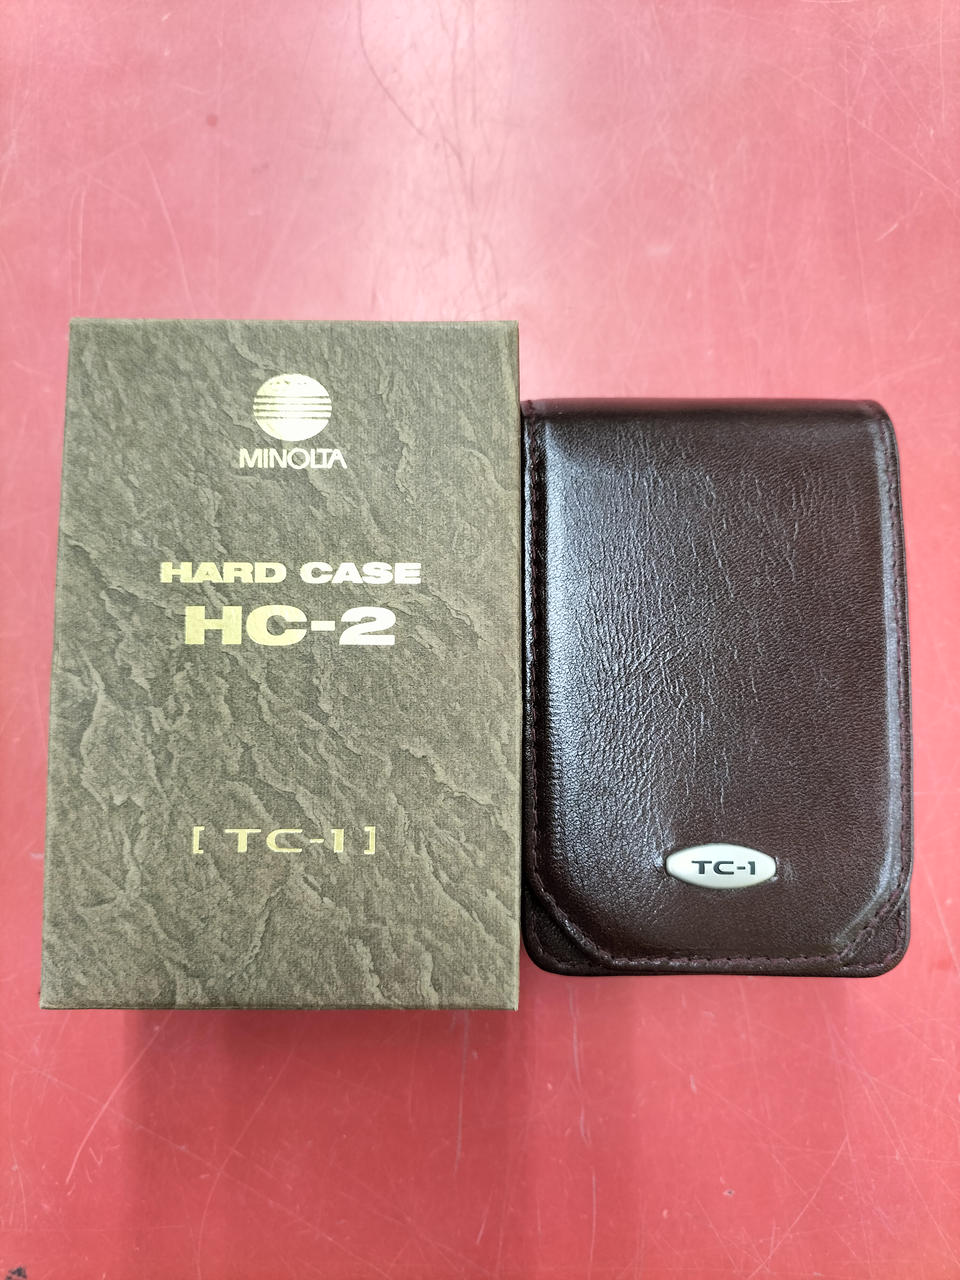 MINOLTA
HARD CASE
HC-2
[ TC-1 ]
TC-1